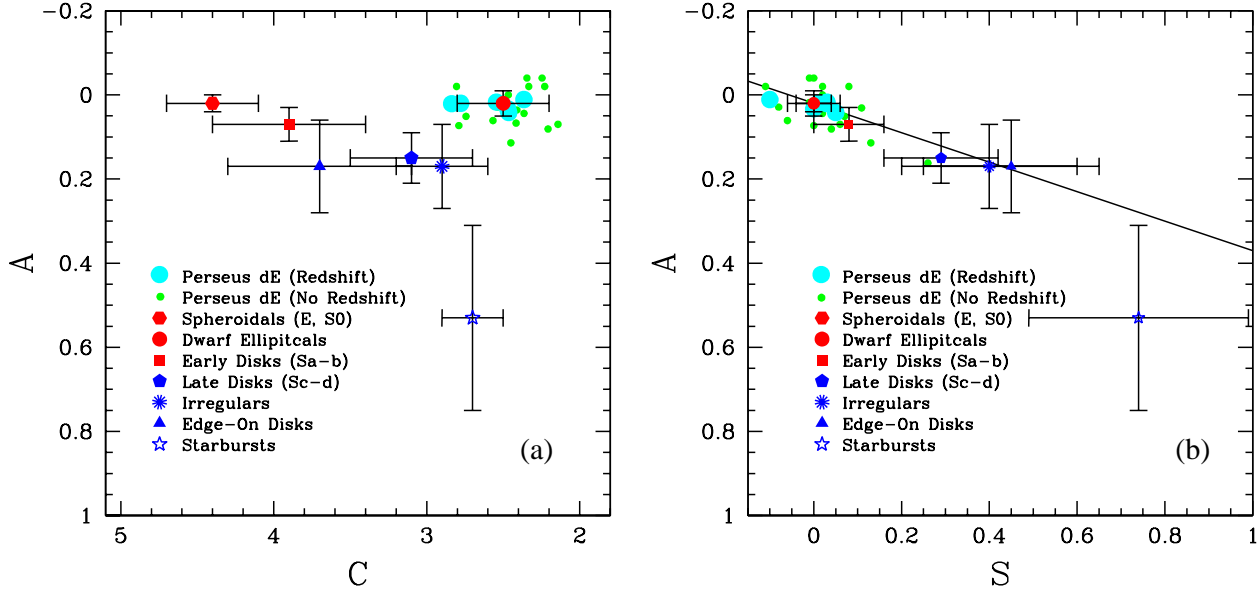 −0.2
0
0.2
0.4
0.6
0.8
1
A
5
4
3
2
C
Perseus dE (Redshift)
Perseus dE (No Redshift)
Spheroidals (E, S0)
Dwarf Ellipitcals
Early Disks (Sa−b)
Late Disks (Sc−d)
Irregulars
Edge−On Disks
Starbursts
(a)
−0.2
0
0.2
0.4
0.6
0.8
1
A
0
0.2
0.4
0.6
0.8
1
S
Perseus dE (Redshift)
Perseus dE (No Redshift)
Spheroidals (E, S0)
Dwarf Ellipitcals
Early Disks (Sa−b)
Late Disks (Sc−d)
Irregulars
Edge−On Disks
Starbursts
(b)